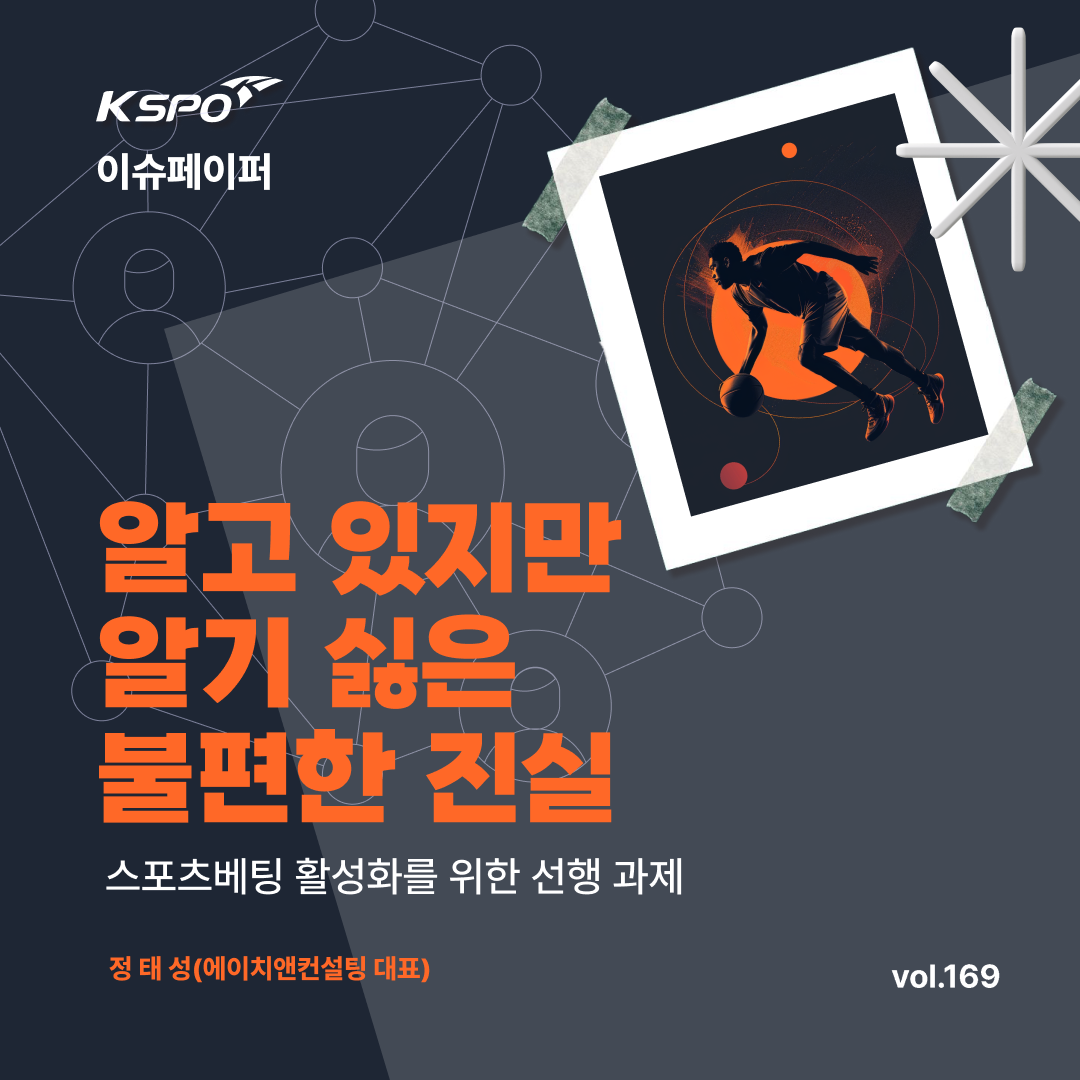 KSPO
이슈페이퍼
알고 있지만
알기 싫은
불편한 진실
스포츠베팅 활성화를 위한 선행 과제
정 태 성(에이치앤컨설팅 대표)
vol.169